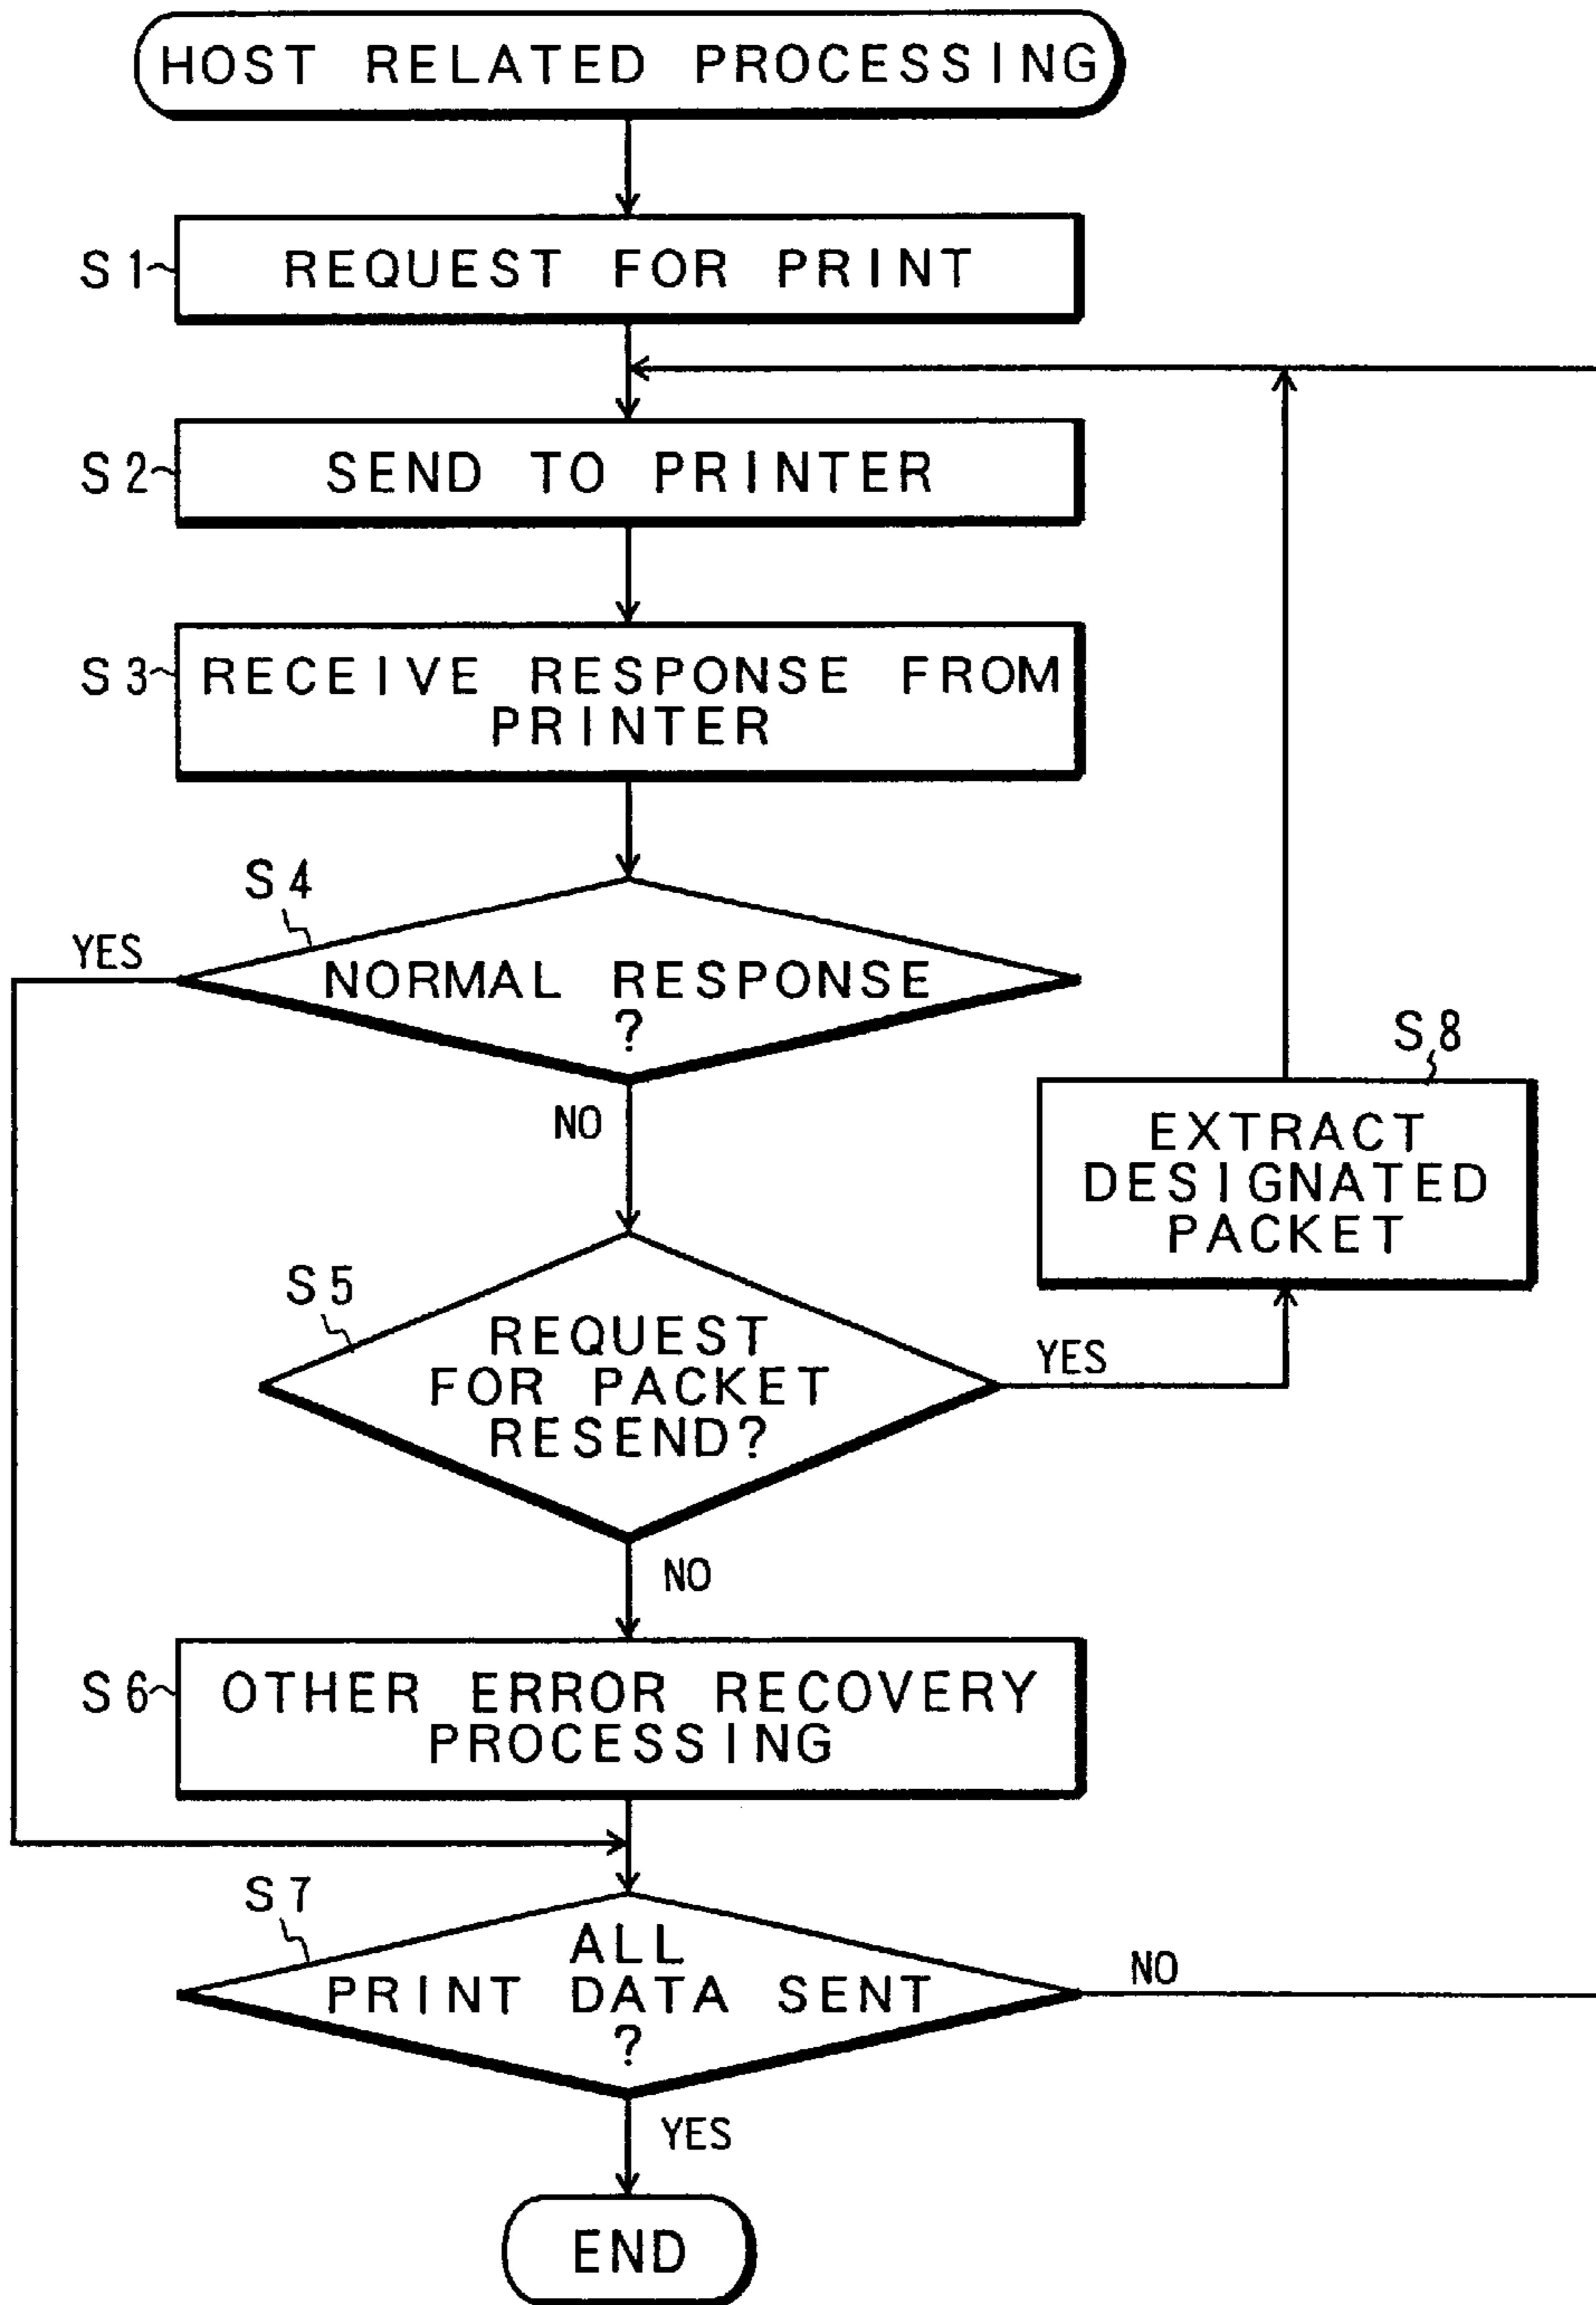 HOST RELATED PROCESSING
S1
REQUEST FOR PRINT
S2
SEND TO PRINTER
S3
RECEIVE RESPONSE FROM
PRINTER
S4
YES
NORMAL RESPONSE
?
NO
S8
EXTRACT
DESIGNATED
PACKET
S5
REQUEST
FOR PACKET
RESEND?
YES
NO
S6
OTHER ERROR RECOVERY
PROCESSING
S7
ALL
PRINT DATA SENT
?
NO
YES
END